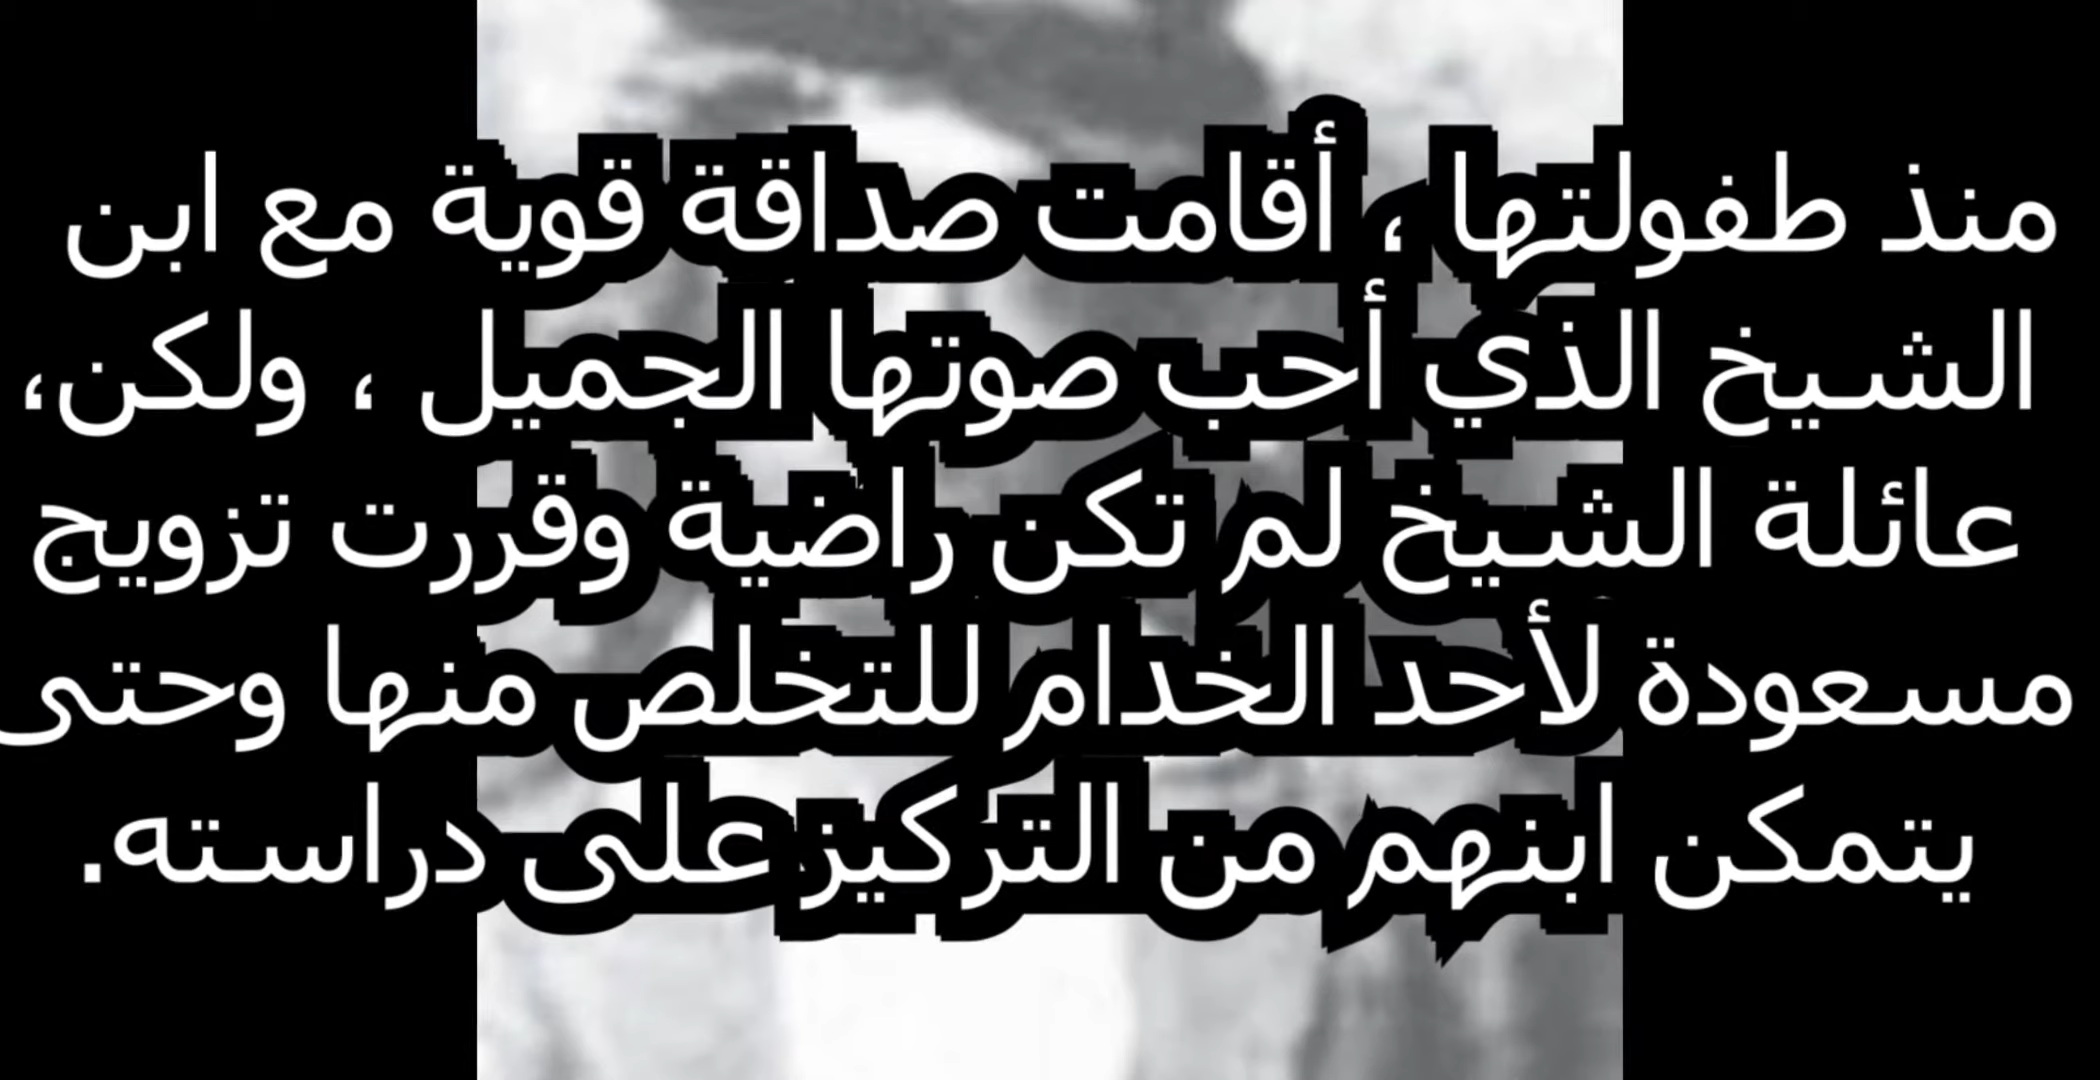 منذ طفولتها ، أقامت صداقة قوية مع ابن
الشيخ الذي أحب صوتها الجميل ، ولكن،
عائلة الشيخ لم تكن راضية وقررت تزويج
مسعودة لأحد الخدام للتخلص منها وحتى
يتمكن ابنهم من التركيز على دراسته.